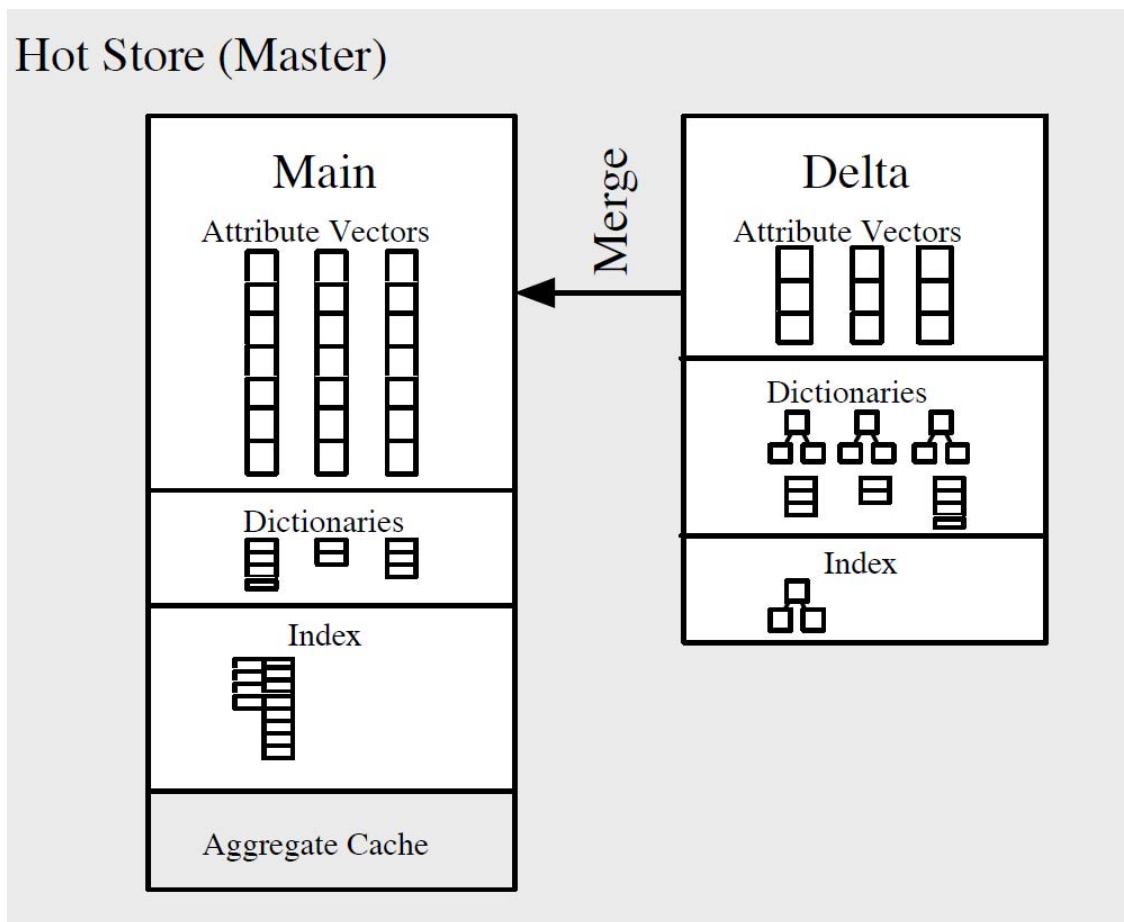 Hot Store (Master)
Main
Attribute Vectors
Dictionaries
Index
Aggregate Cache
Merge
Delta
Attribute Vectors
Dictionaries
Index